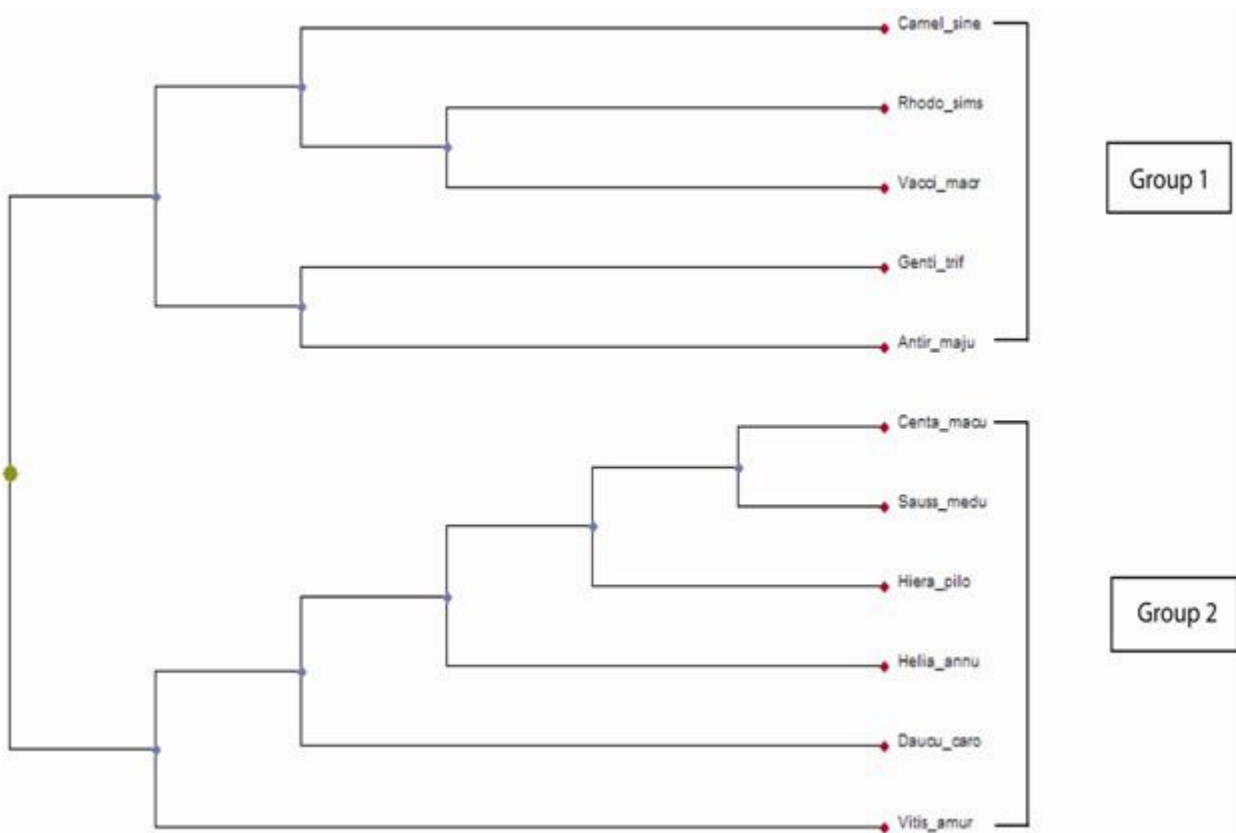 Camel_sine
Rhodo_sims
Vacci_macr
Group 1
Genti_trif
Antir_maju
Centa_macu
Sauss_medu
Hiera_pilo
Group 2
Helia_annu
Daucu_caro
Vitis_amur